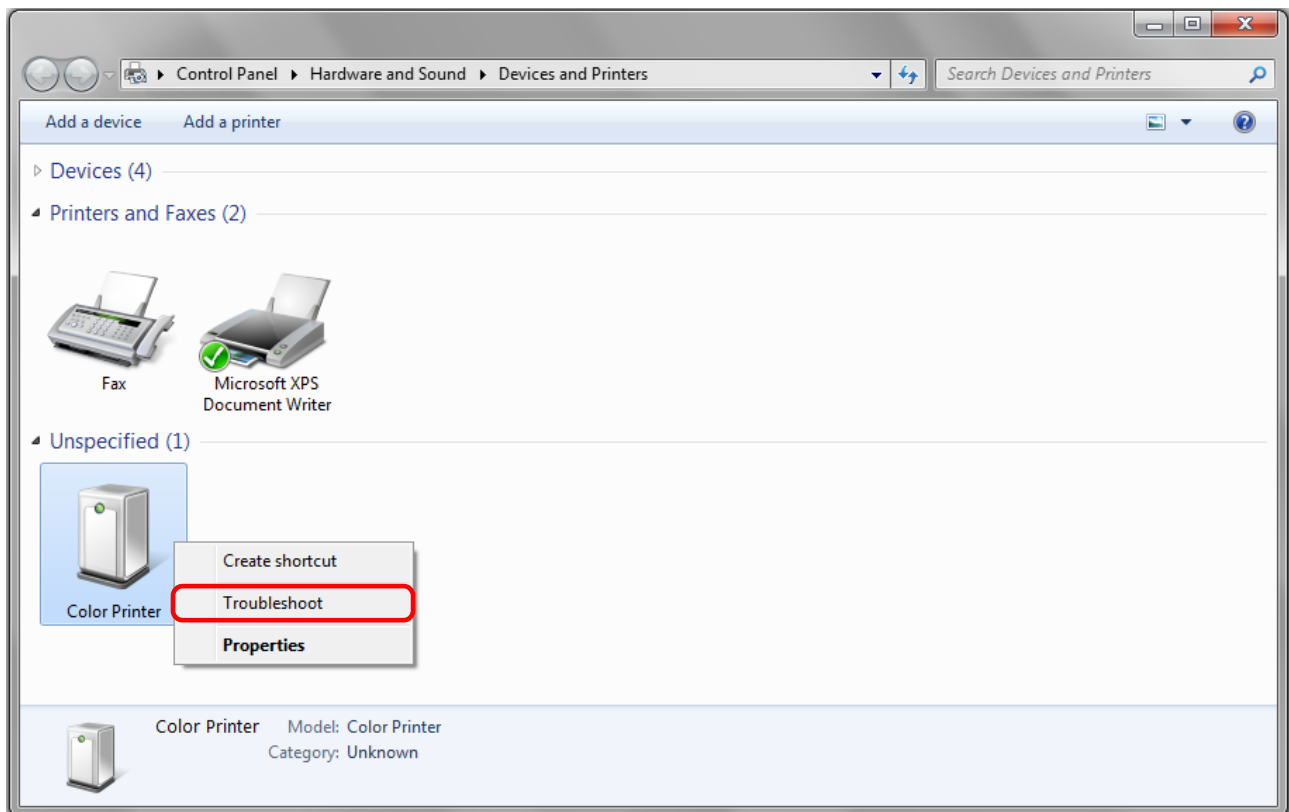 Control Panel Hardware and Sound Devices and Printers
Search Devices and Printers
Add a device Add a printer
Devices (4)
Printers and Faxes (2)
Fax
Microsoft XPS
Document Writer
Unspecified (1)
Color Printer
Create shortcut
Troubleshoot
Properties
Color Printer Model: Color Printer
Category: Unknown